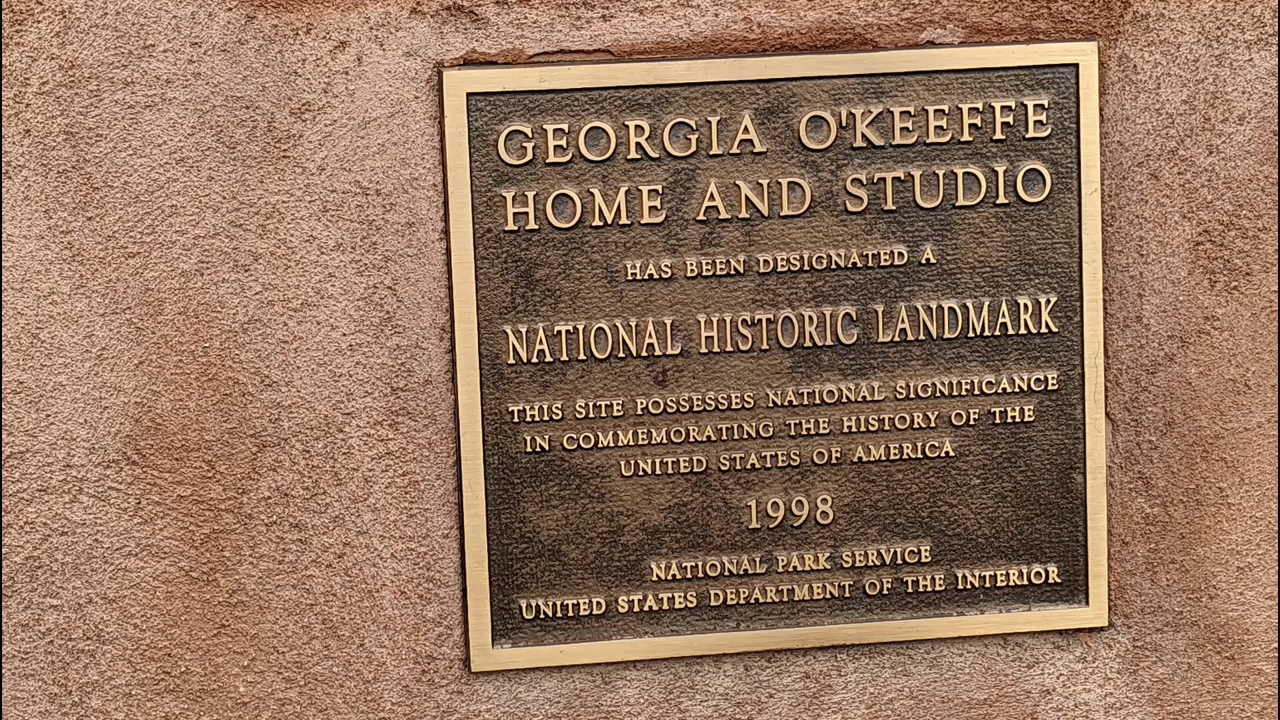 GEORGIA O'KEEFFE
HOME AND STUDIO
HAS BEEN DESIGNATED A
NATIONAL HISTORIC LANDMARK
THIS SITE POSSESSES NATIONAL SIGNIFICANCE
IN COMMEMORATING THE HISTORY OF THE
UNITED STATES OF AMERICA
1998
NATIONAL PARK SERVICE
UNITED STATES DEPARTMENT OF THE INTERIOR